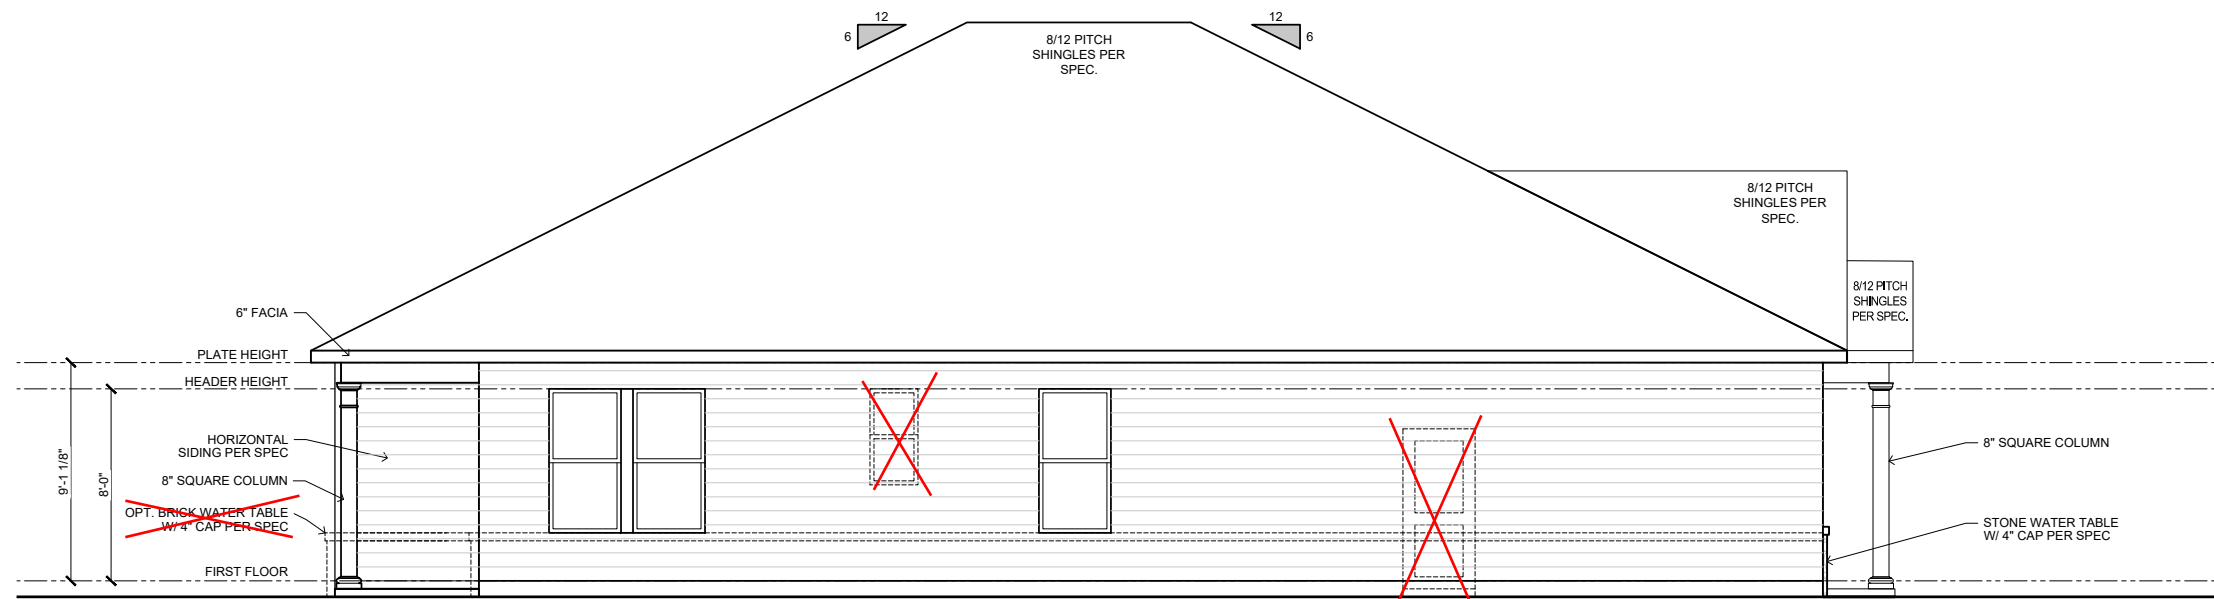 12
6
12
6
8/12 PITCH
SHINGLES PER
SPEC.
8/12 PITCH
SHINGLES PER
SPEC.
8/12 PITCH
SHINGLES
PER SPEC.
6" FACIA
PLATE HEIGHT
HEADER HEIGHT
HORIZONTAL
SIDING PER SPEC
8" SQUARE COLUMN
OPT. BRICK WATER TABLE
W/ 4" CAP PER SPEC
FIRST FLOOR
9'-1 1/8"
8'-0"
8" SQUARE COLUMN
STONE WATER TABLE
W/ 4" CAP PER SPEC